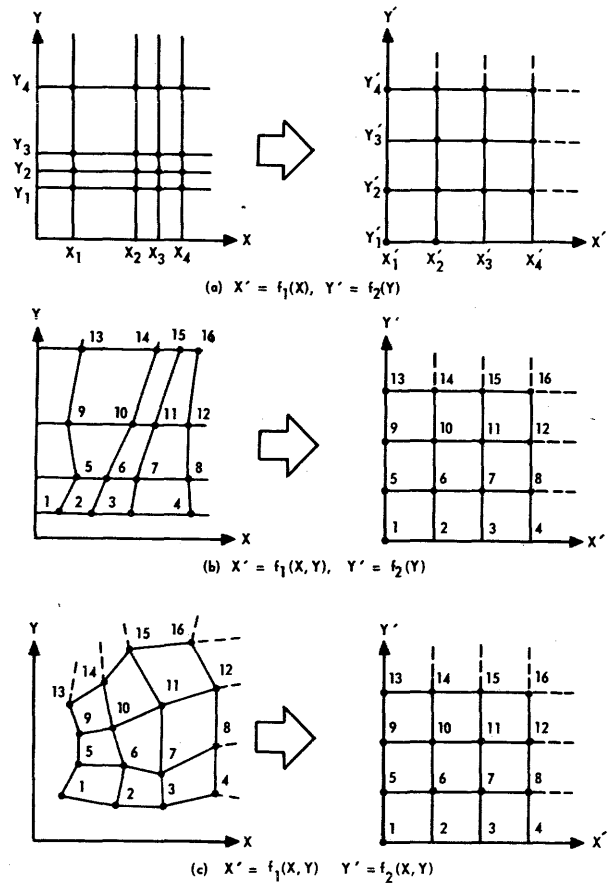 Y Y′
Y4 Y′4
Y3 Y′3
Y2 Y′2
Y1 Y′1
X X′
X1 X2 X3 X4 X′1 X′2 X′3 X′4
(a) X′ = f1(X), Y′ = f2(Y)
Y Y′
13 14 15 16 13 14 15 16
9 10 11 12 9 10 11 12
5 6 7 8 5 6 7 8
1 2 3 4 1 2 3 4
X X′
(b) X′ = f1(X, Y), Y′ = f2(Y)
Y Y′
15 16
14
13 12 13 14 15 16
11
9 10 9 10 11 12
8
5 6 7 5 6 7 8
1 2 3 4 1 2 3 4
X X′
(c) X′ = f1(X, Y) Y′ = f2(X, Y)